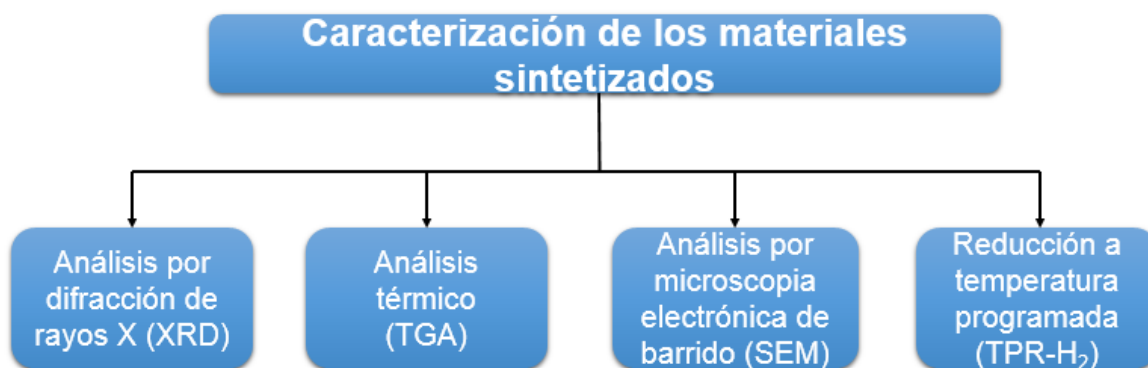 Caracterización de los materiales
sintetizados
Análisis por
difracción de
rayos X (XRD)
Análisis
térmico
(TGA)
Análisis por
microscopia
electrónica de
barrido (SEM)
Reducción a
temperatura
programada
(TPR-H₂)